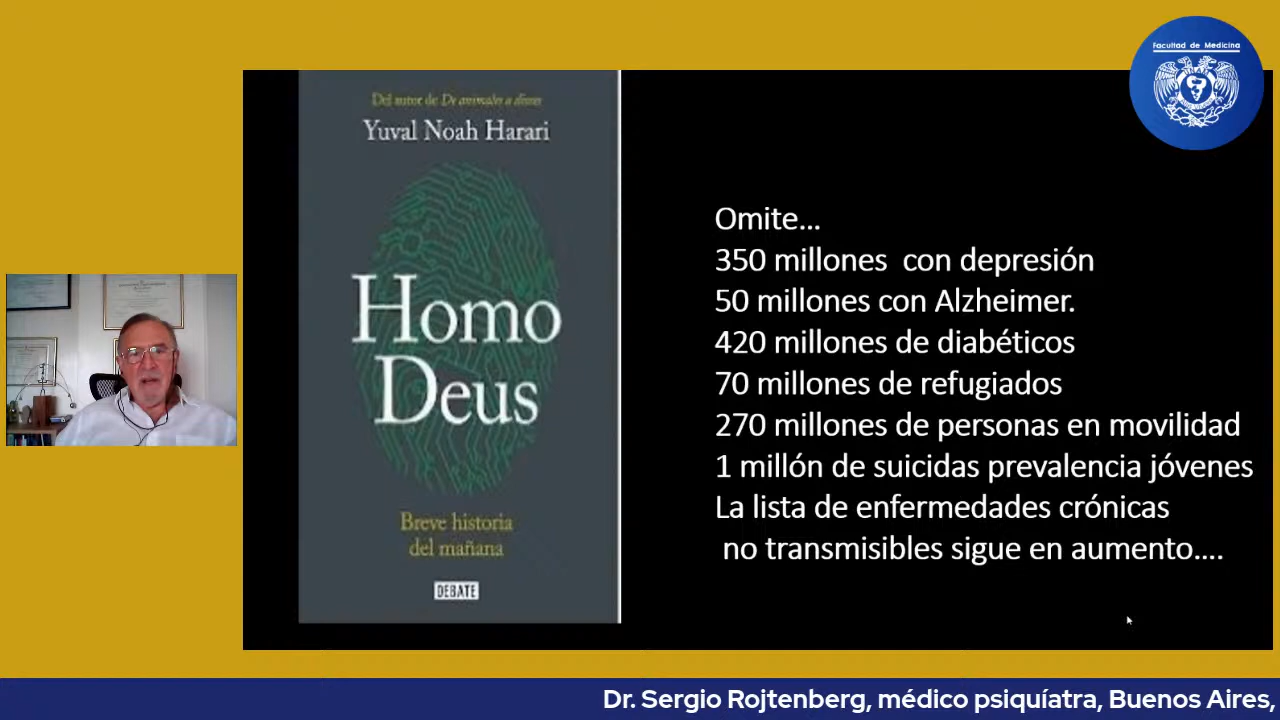 Facultad de Medicina
Del autor de De animales a dioses
Yuval Noah Harari
Homo
Deus
Breve historia
del mañana
DEBATE
Omite...
350 millones con depresión
50 millones con Alzheimer.
420 millones de diabéticos
70 millones de refugiados
270 millones de personas en movilidad
1 millón de suicidas prevalencia jóvenes
La lista de enfermedades crónicas
no transmisibles sigue en aumento....
Dr. Sergio Rojtenberg, médico psiquíatra, Buenos Aires,